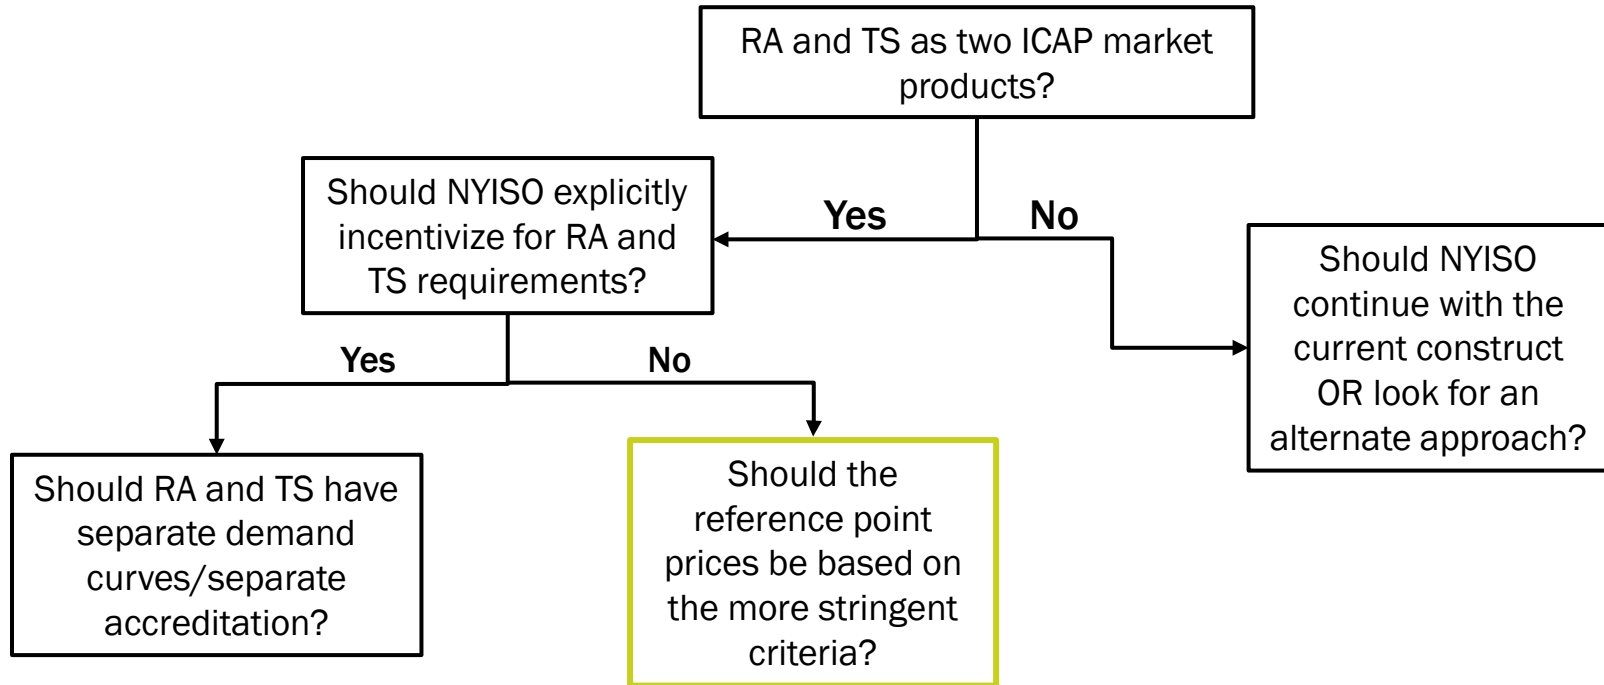 RA and TS as two ICAP market
products?
Should NYISO explicitly
incentivize for RA and
TS requirements?
Yes
No
Should NYISO
continue with the
current construct
OR look for an
alternate approach?
Yes
No
Should RA and TS have
separate demand
curves/separate
accreditation?
Should the
reference point
prices be based on
the more stringent
criteria?